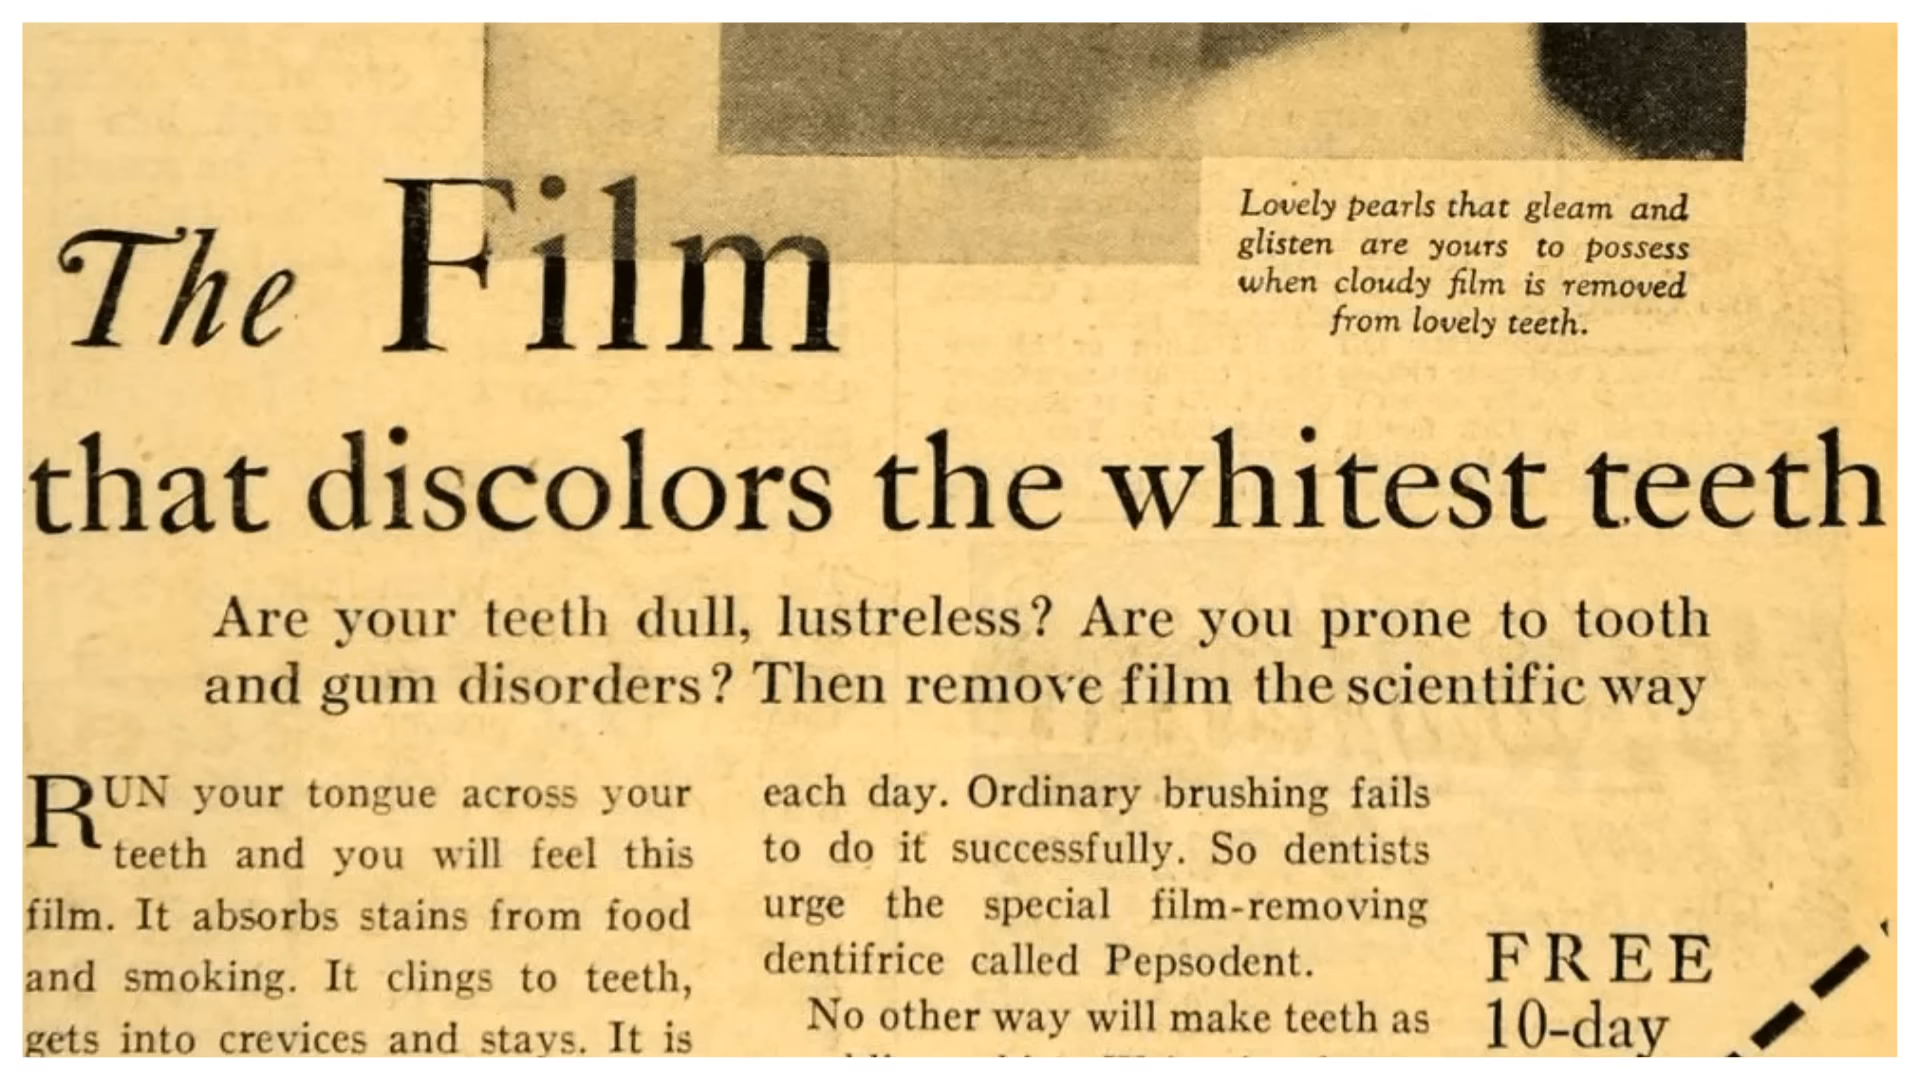 Lovely pearls that gleam and
glisten are yours to possess
when cloudy film is removed
from lovely teeth.
The Film
that discolors the whitest teeth
Are your teeth dull, lustreless? Are you prone to tooth
and gum disorders? Then remove film the scientific way
RUN your tongue across your
teeth and you will feel this
film. It absorbs stains from food
and smoking. It clings to teeth,
gets into crevices and stays. It is
each day. Ordinary brushing fails
to do it successfully. So dentists
urge the special film-removing
dentifrice called Pepsodent.
No other way will make teeth as
FREE
10-day